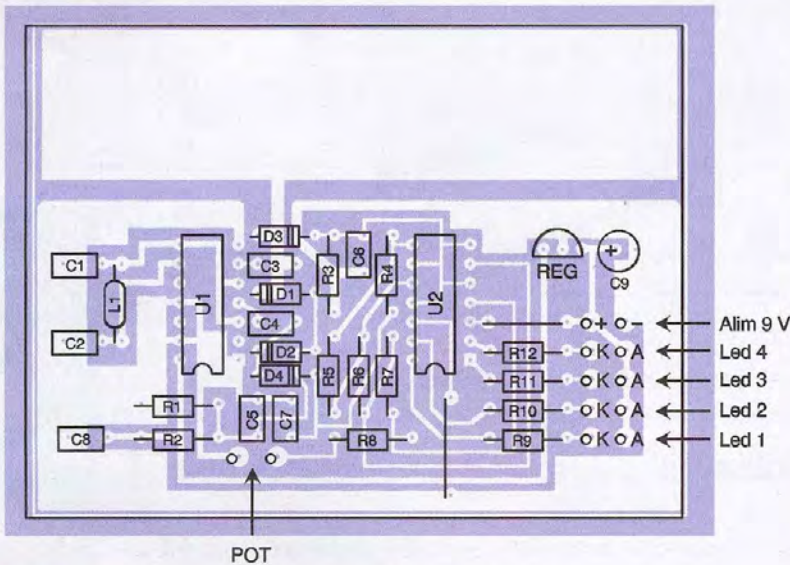 D3
C1
C3
C6
R3
R4
U1
U2
REG
+
C9
L1
D1
C2
C4
+ -
Alim 9 V
D2
R12
K A
Led 4
D4
R5
R6
R7
R11
K A
Led 3
R1
C5
C7
R10
K A
Led 2
C8
R2
R8
R9
K A
Led 1
POT